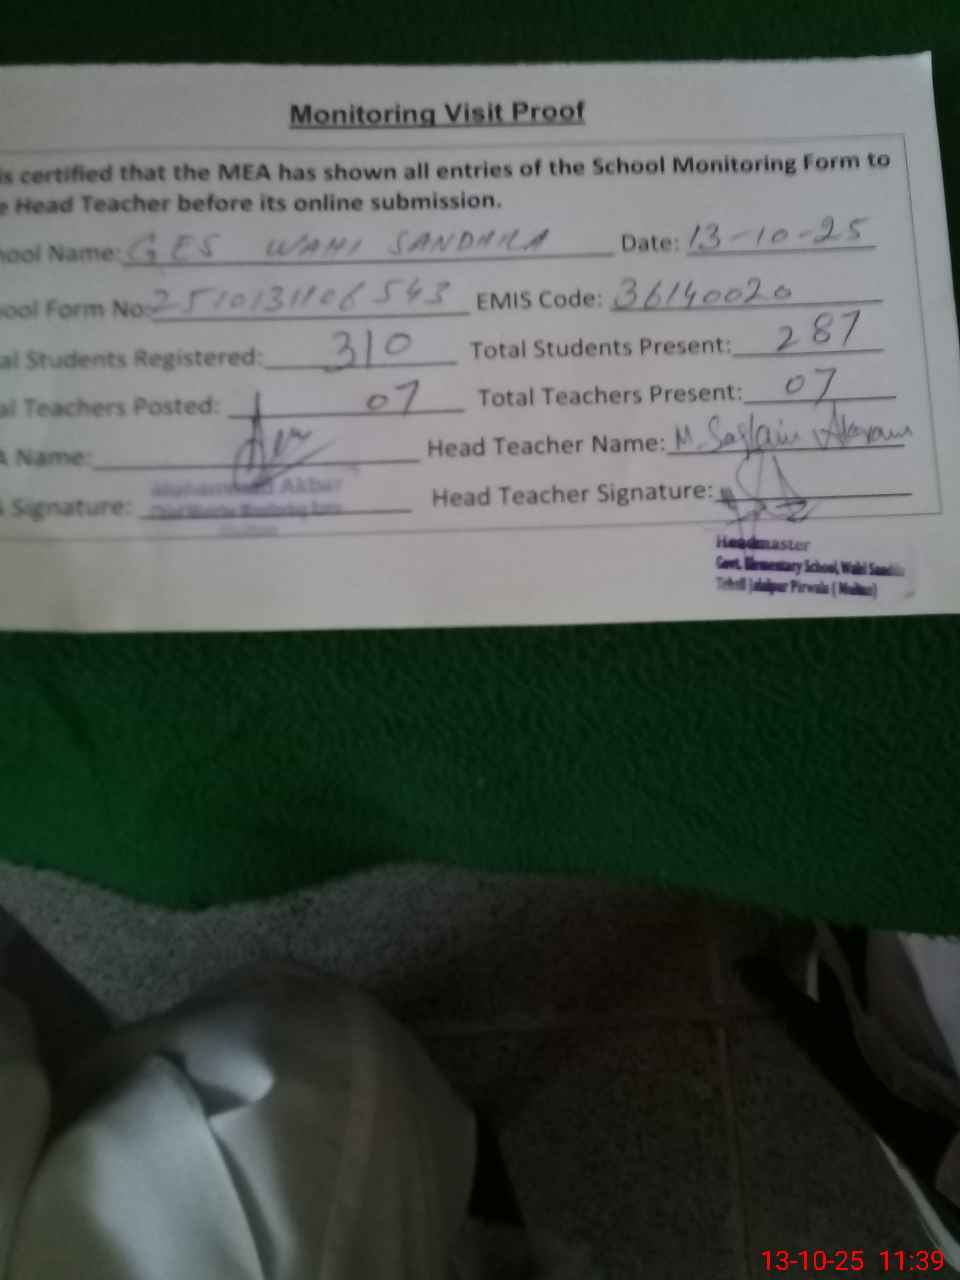 Monitoring Visit Proof
is certified that the MEA has shown all entries of the School Monitoring Form to
e Head Teacher before its online submission.
hool Name: GES WAHI SANDHILA Date: 13-10-25
ool Form No: 2510131106543 EMIS Code: 36140020
al Students Registered: 310 Total Students Present: 287
al Teachers Posted: 07 Total Teachers Present: 07
A Name: Head Teacher Name: M. Saqlain Akram
Signature: Head Teacher Signature:
Muhammad Akbar
Headmaster
Govt. Elementary School, Wahi
Tehsil Jalalpur Pirwala ( Multan)
13-10-25 11:39